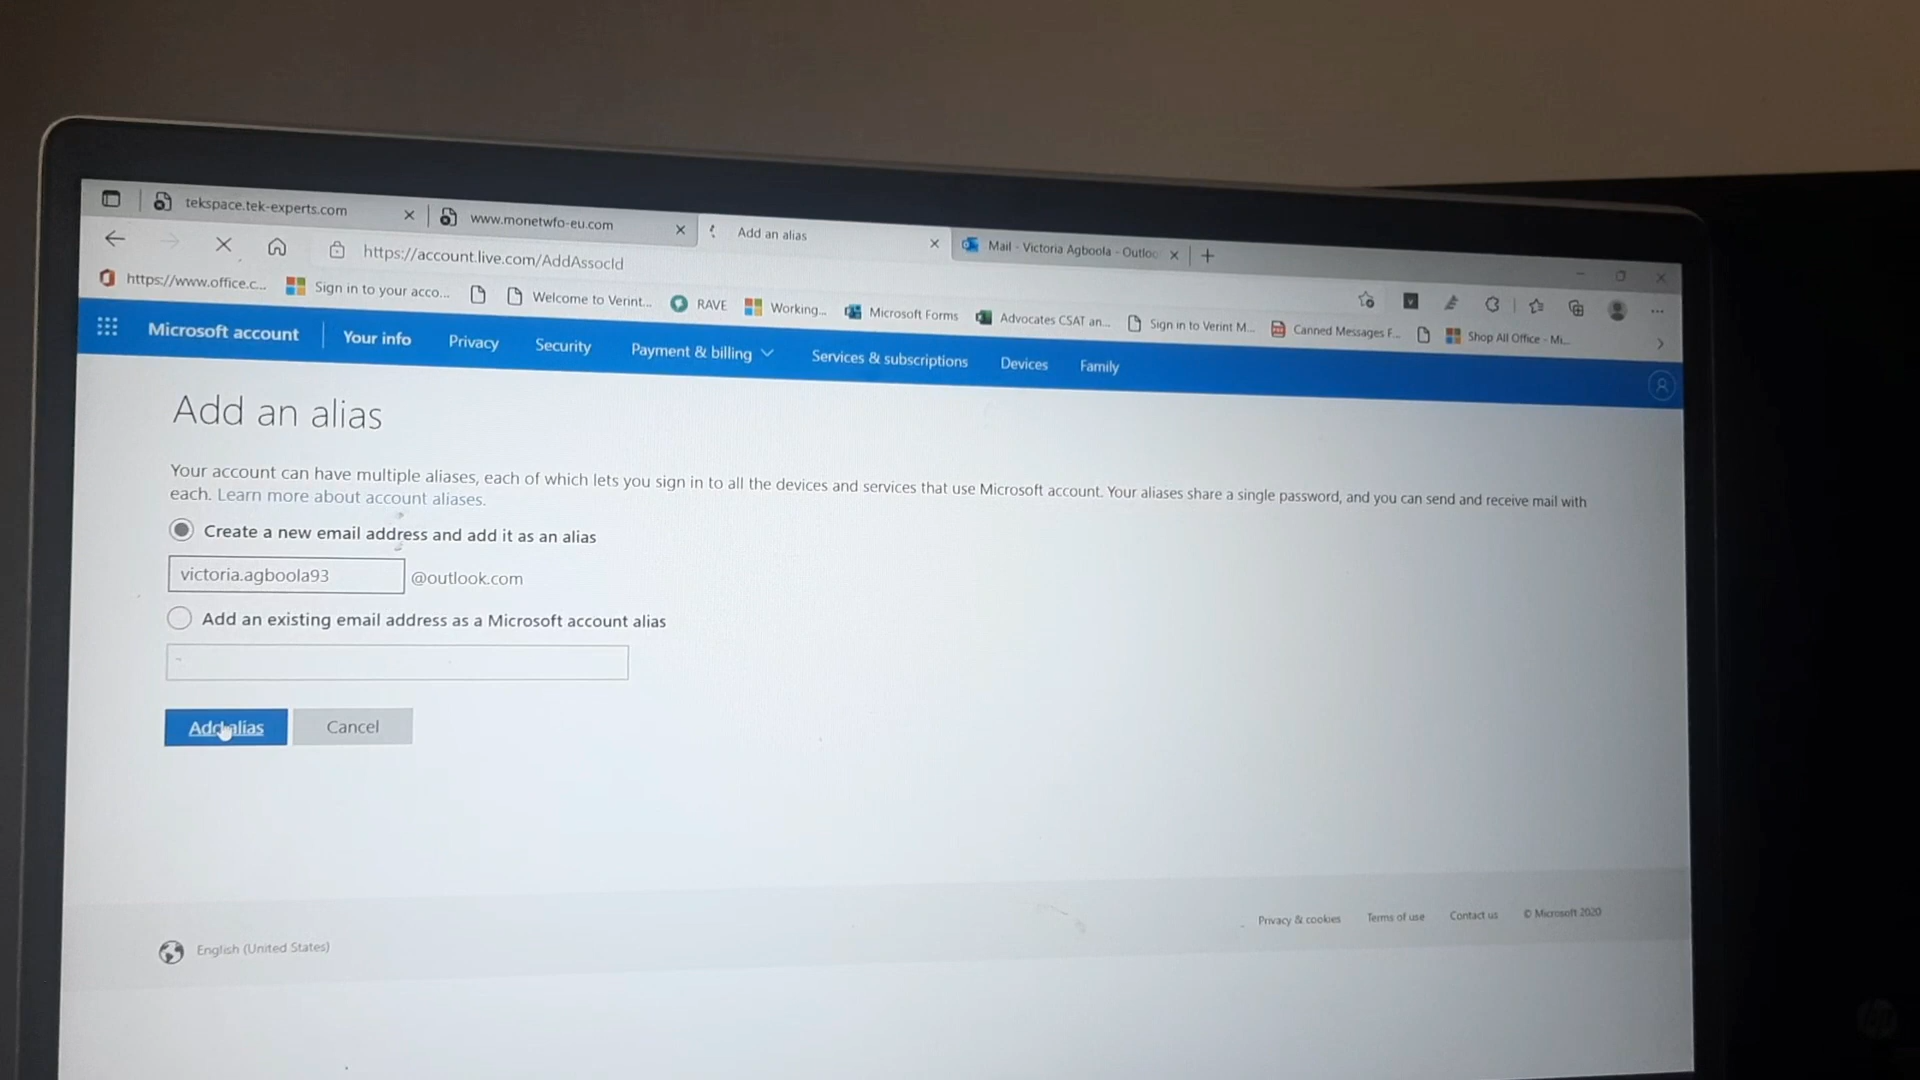 tekspace.tek-experts.com
www.monetwfo-eu.com
Add an alias
Mail - Victoria Agboola - Outloo
https://account.live.com/AddAssocId
https://www.office.c...
Sign in to your acco...
Welcome to Verint...
RAVE
Working...
Microsoft Forms
Advocates CSAT an...
Sign in to Verint M...
Canned Messages F...
Shop All Office - Mi...
Microsoft account
Your info
Privacy
Security
Payment & billing
Services & subscriptions
Devices
Family
Add an alias
Your account can have multiple aliases, each of which lets you sign in to all the devices and services that use Microsoft account. Your aliases share a single password, and you can send and receive mail with
each. Learn more about account aliases.
Create a new email address and add it as an alias
victoria.agboola93 @outlook.com
Add an existing email address as a Microsoft account alias
Add alias
Cancel
Privacy & cookies
Terms of use
Contact us
© Microsoft 2020
English (United States)
hp